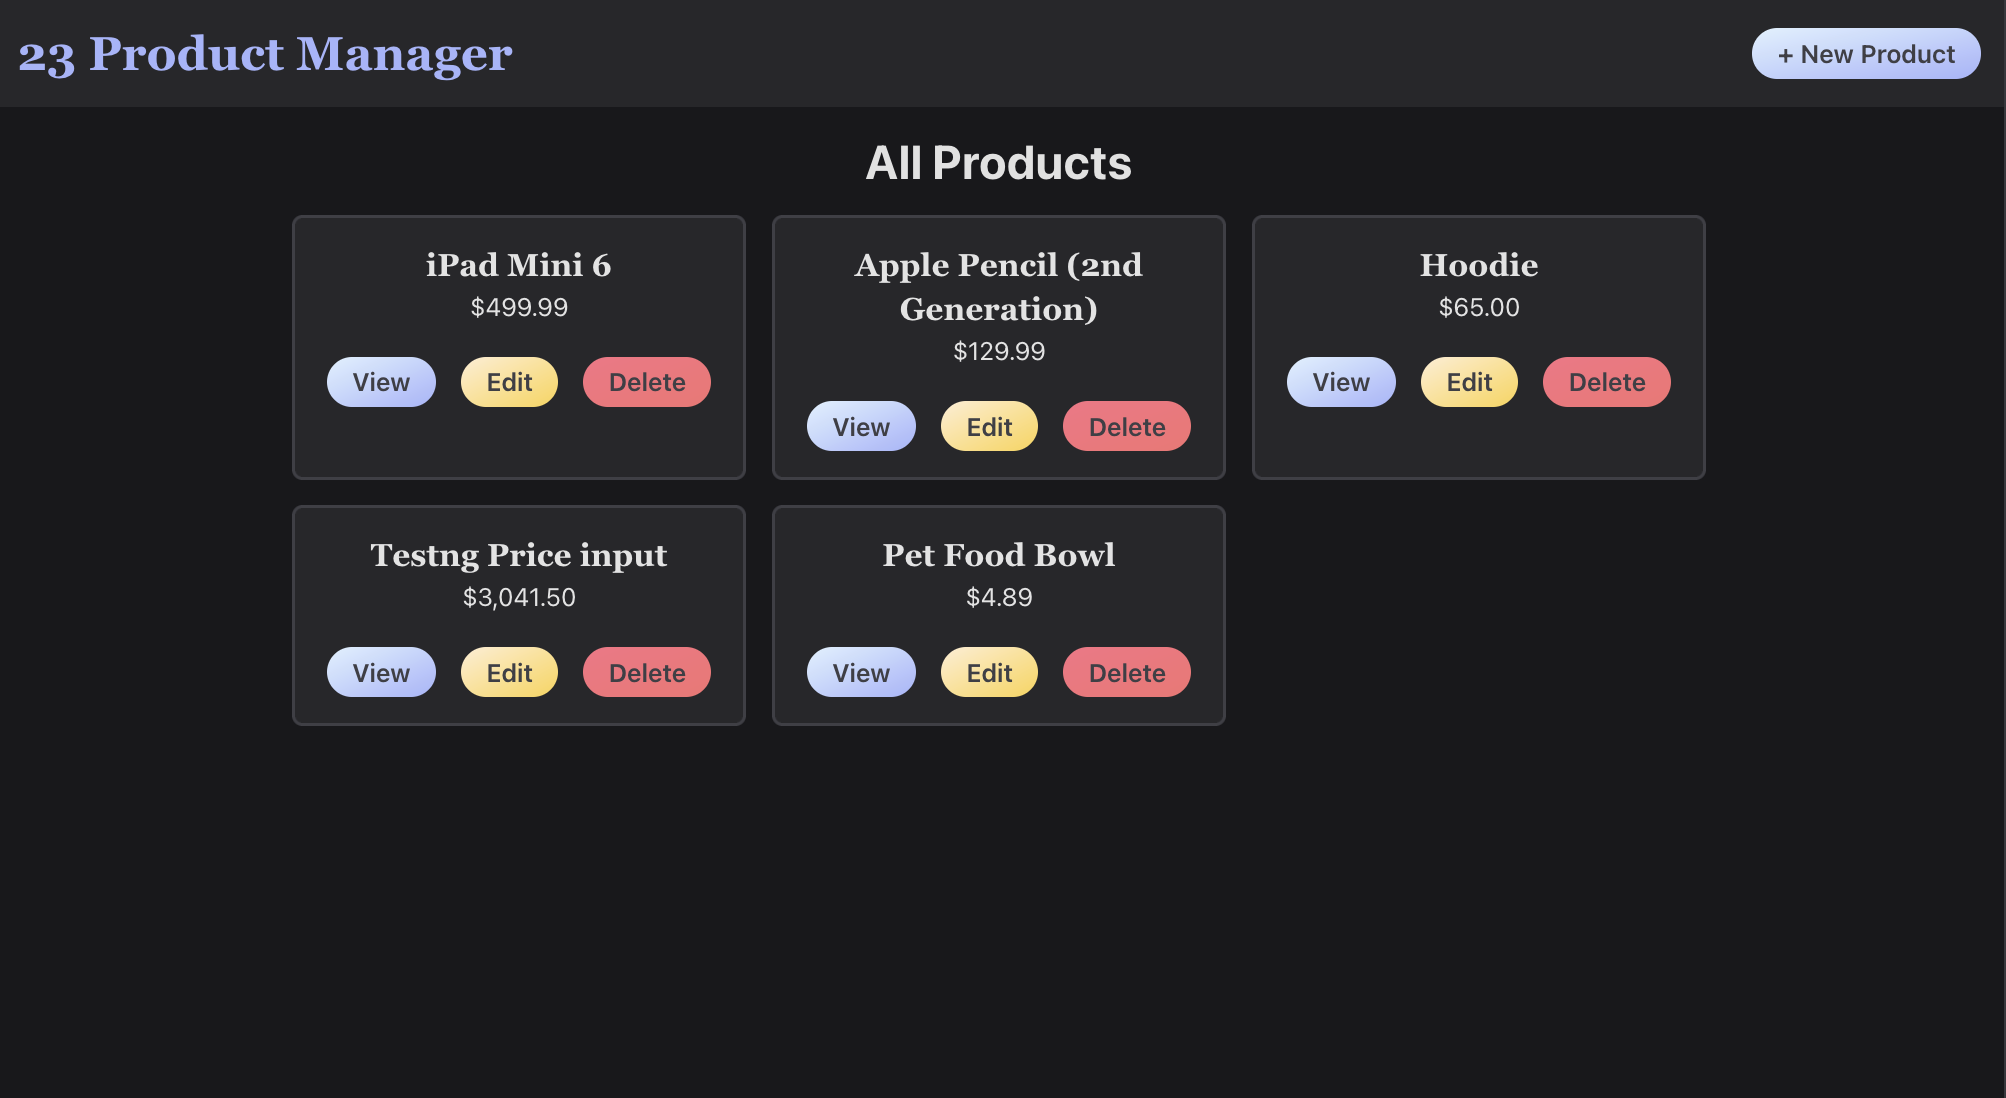 23 Product Manager
+ New Product
All Products
iPad Mini 6
$499.99
View Edit Delete
Apple Pencil (2nd
Generation)
$129.99
View Edit Delete
Hoodie
$65.00
View Edit Delete
Testng Price input
$3,041.50
View Edit Delete
Pet Food Bowl
$4.89
View Edit Delete